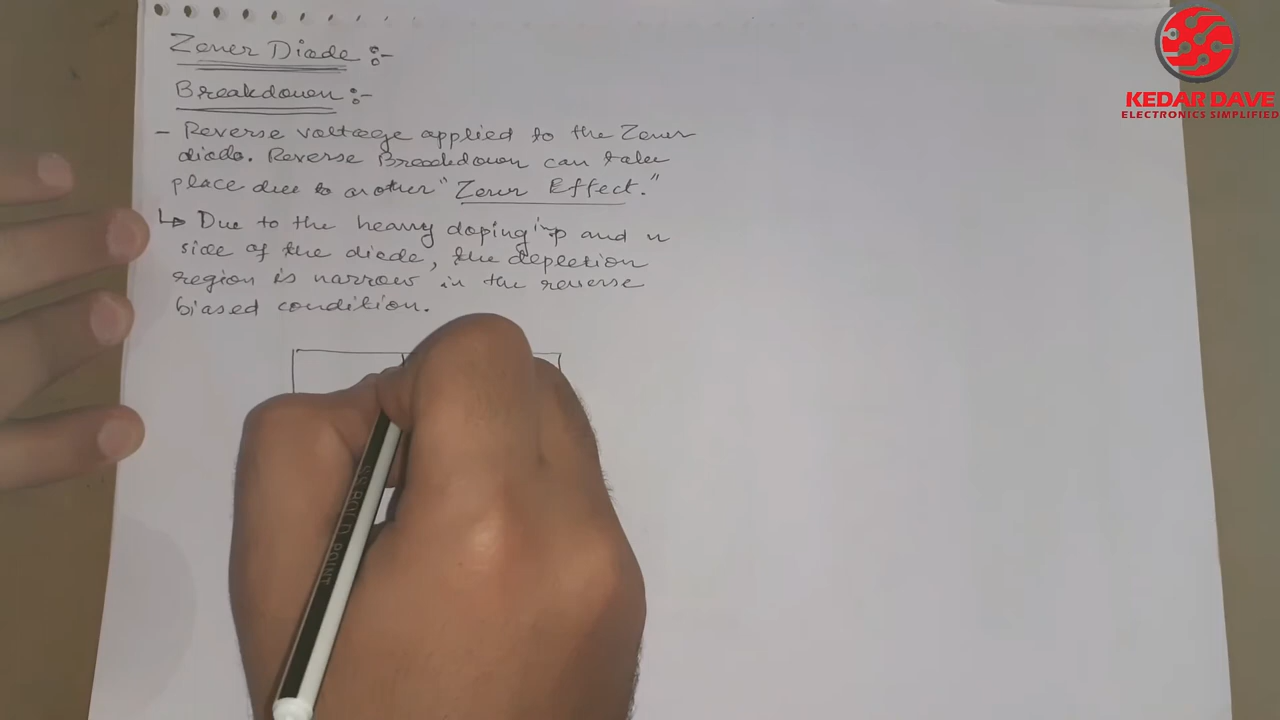 Zener Diode :-
Breakdown :-
- Reverse voltage applied to the Zener
diode. Reverse Breakdown can take
place due to another "Zener Effect."
↳ Due to the heavy doping in p and n
side of the diode, the depletion
region is narrow in the reverse
biased condition.
KEDAR DAVE
ELECTRONICS SIMPLIFIED